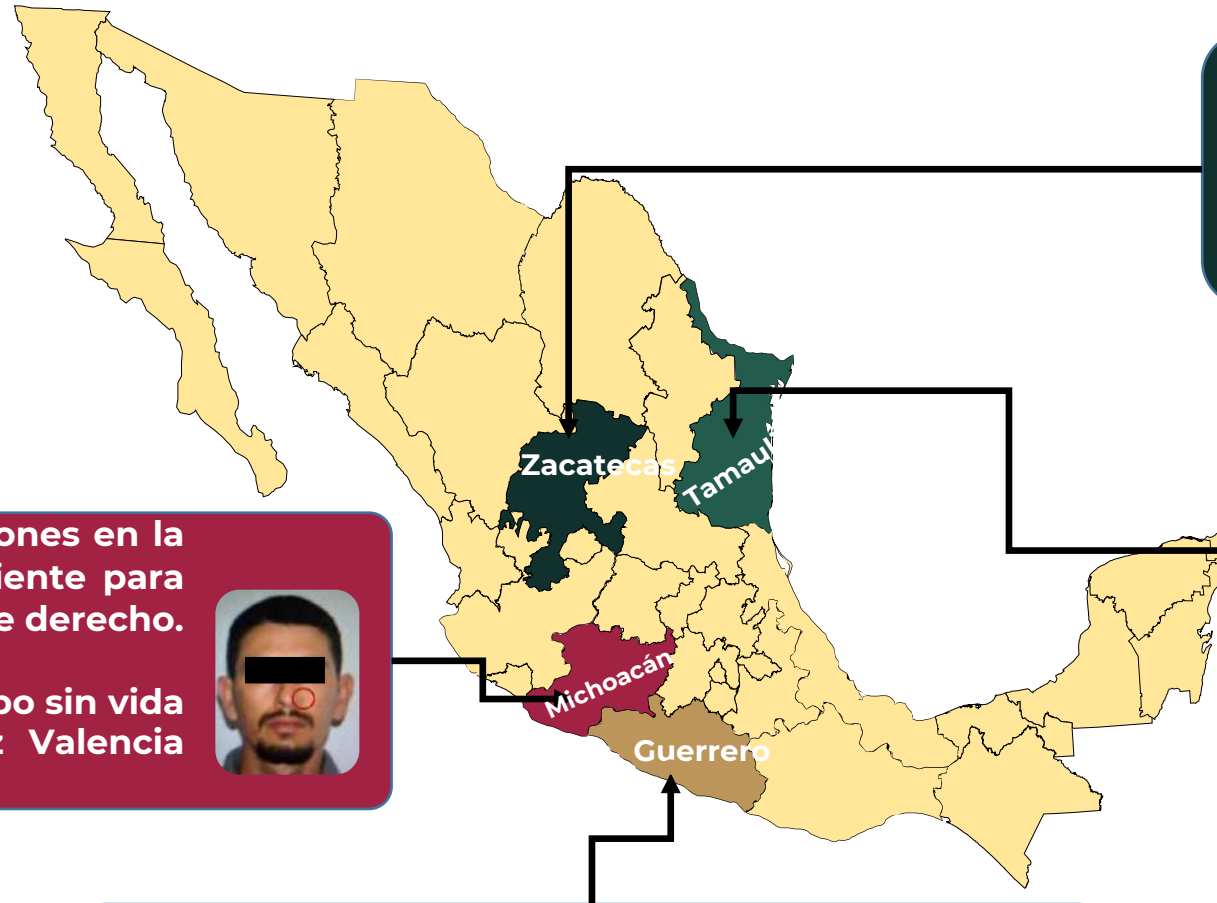 Zacatecas
Tamaul
ones en la
iente para
e derecho.
po sin vida
z Valencia
Michoacán
Guerrero